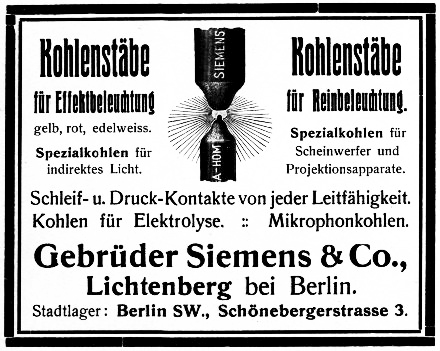 Kohlenstäbe
für Effektbeleuchtung
gelb, rot, edelweiss.
Spezialkohlen für
indirektes Licht.
SIEMENS
A-HOM
Kohlenstäbe
für Reinbeleuchtung.
Spezialkohlen für
Scheinwerfer und
Projektionsapparate.
Schleif- u. Druck-Kontakte von jeder Leitfähigkeit.
Kohlen für Elektrolyse. :: Mikrophonkohlen.
Gebrüder Siemens & Co.,
Lichtenberg bei Berlin.
Stadtlager: Berlin SW., Schönebergerstrasse 3.